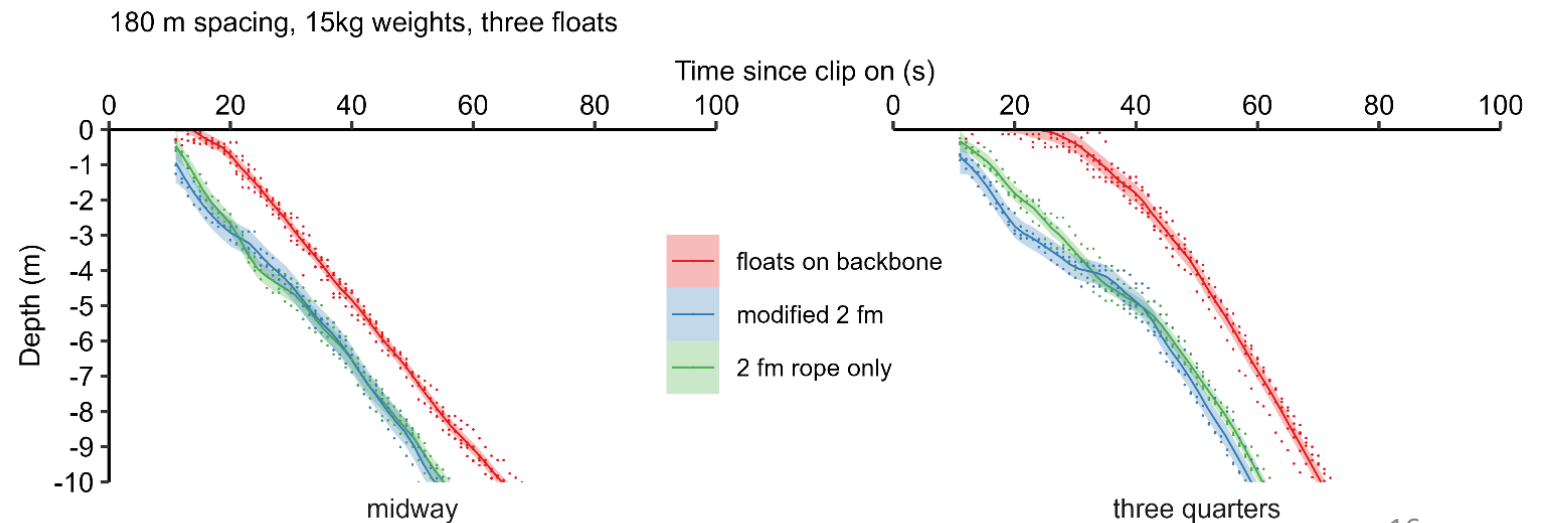 180 m spacing, 15kg weights, three floats
Time since clip on (s)
0 20 40 60 80 100
0 20 40 60 80 100
Depth (m)
0
-1
-2
-3
-4
-5
-6
-7
-8
-9
-10
floats on backbone
modified 2 fm
2 fm rope only
midway
three quarters